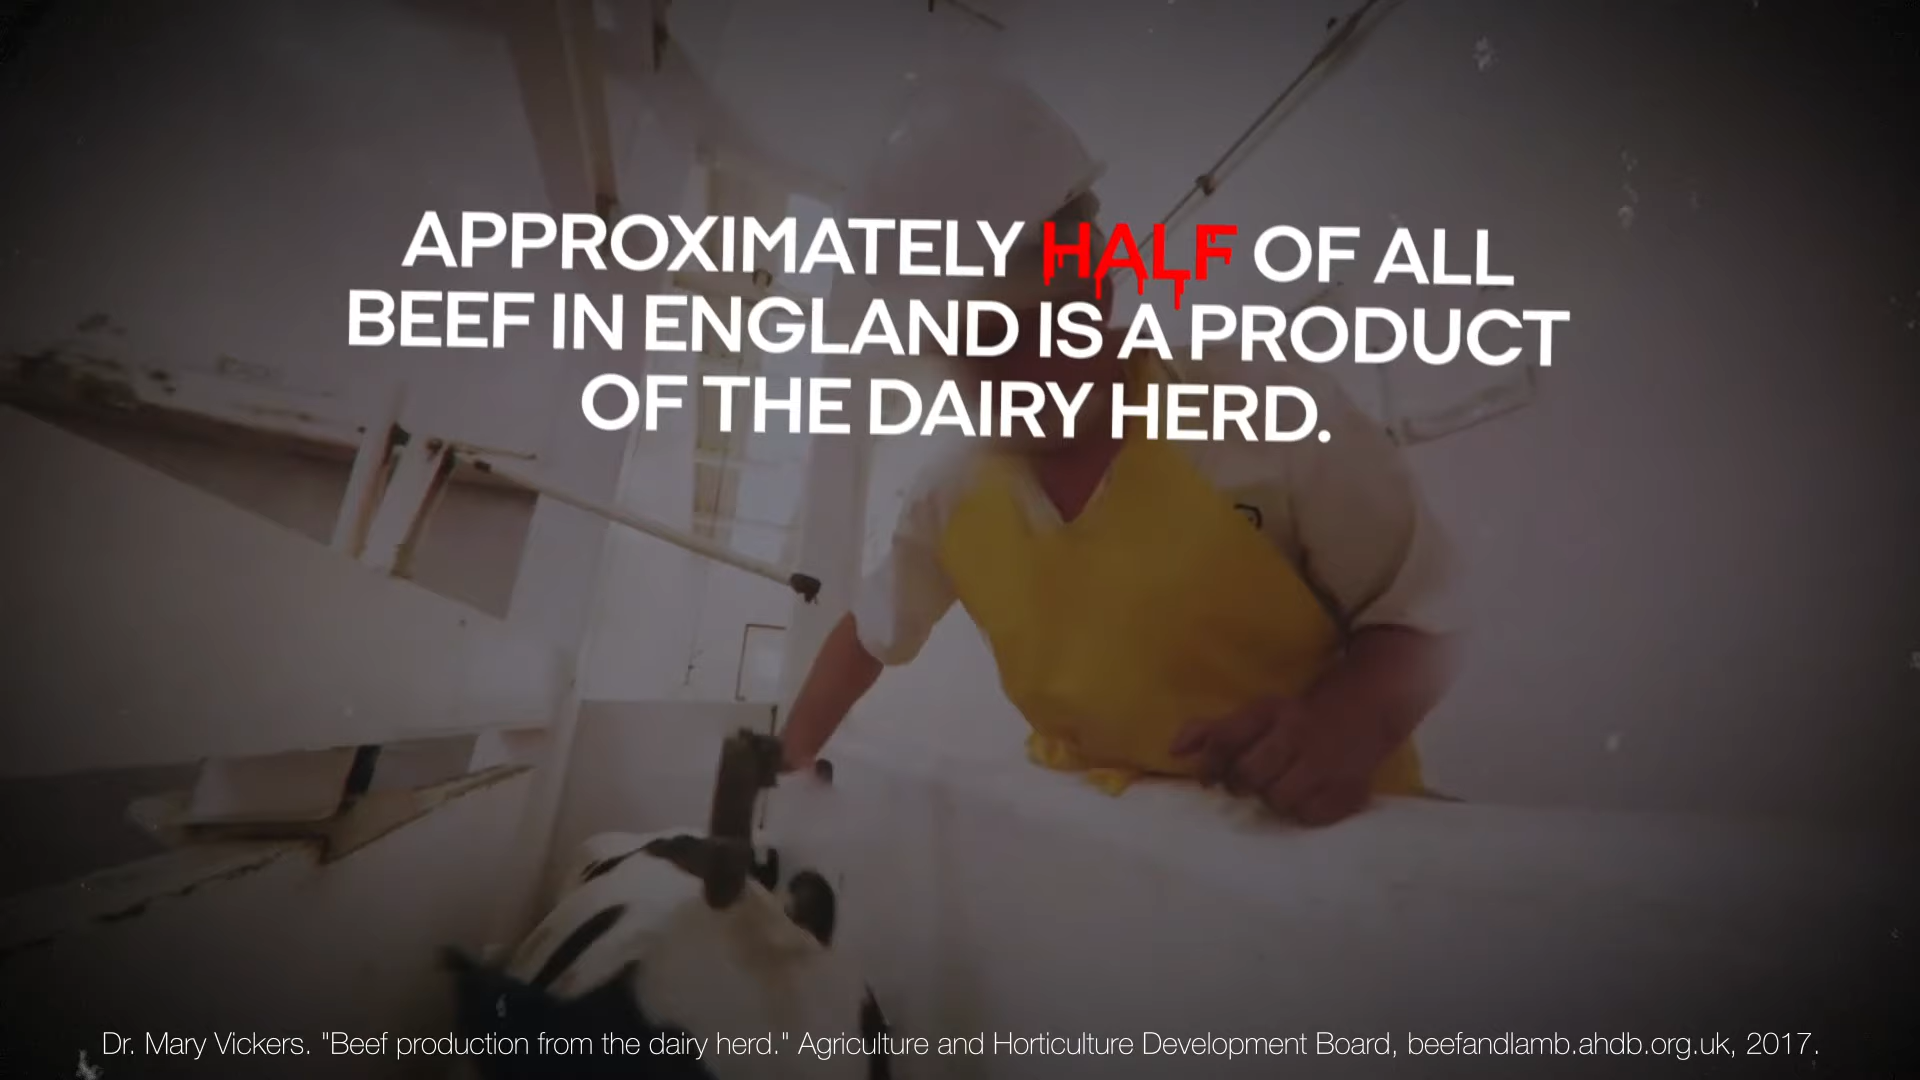 APPROXIMATELY HALF OF ALL
BEEF IN ENGLAND IS A PRODUCT
OF THE DAIRY HERD.
Dr. Mary Vickers. "Beef production from the dairy herd." Agriculture and Horticulture Development Board, beefandlamb.ahdb.org.uk, 2017.